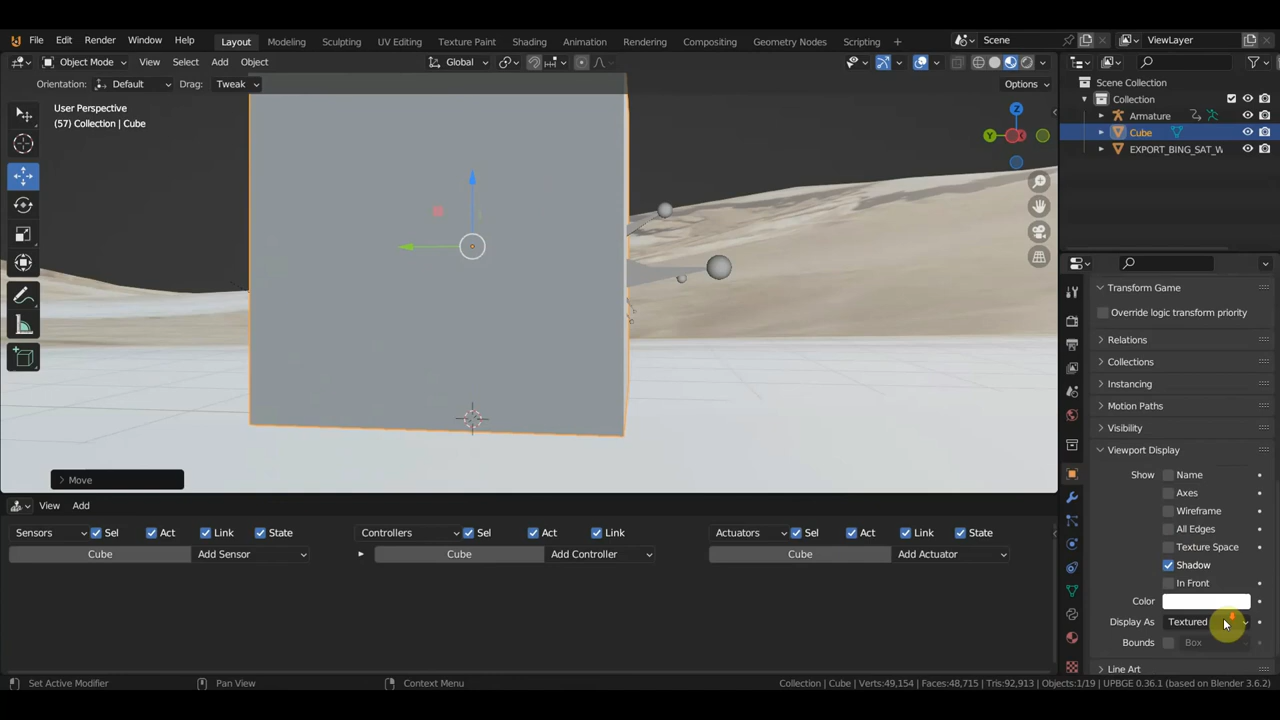 File Edit Render Window Help Layout Modeling Sculpting UV Editing Texture Paint Shading Animation Rendering Compositing Geometry Nodes Scripting + Scene ViewLayer
Object Mode View Select Add Object Global
Orientation: Default Drag: Tweak Options
User Perspective
(57) Collection | Cube
Z
Y
X
Scene Collection
Collection
Armature
Cube
EXPORT_BING_SAT_W
Move
Transform Game
Override logic transform priority
Relations
Collections
Instancing
Motion Paths
Visibility
Viewport Display
Show Name
Axes
Wireframe
All Edges
Texture Space
Shadow
In Front
Color
Display As Textured
Bounds Box
Line Art
View Add
Sensors Sel Act Link State Controllers Sel Act Link Actuators Sel Act Link State
Cube Add Sensor Cube Add Controller Cube Add Actuator
Set Active Modifier Pan View Context Menu Collection | Cube | Verts:49,154 | Faces:48,715 | Tris:92,913 | Objects:1/19 | UPBGE 0.36.1 (based on Blender 3.6.2)